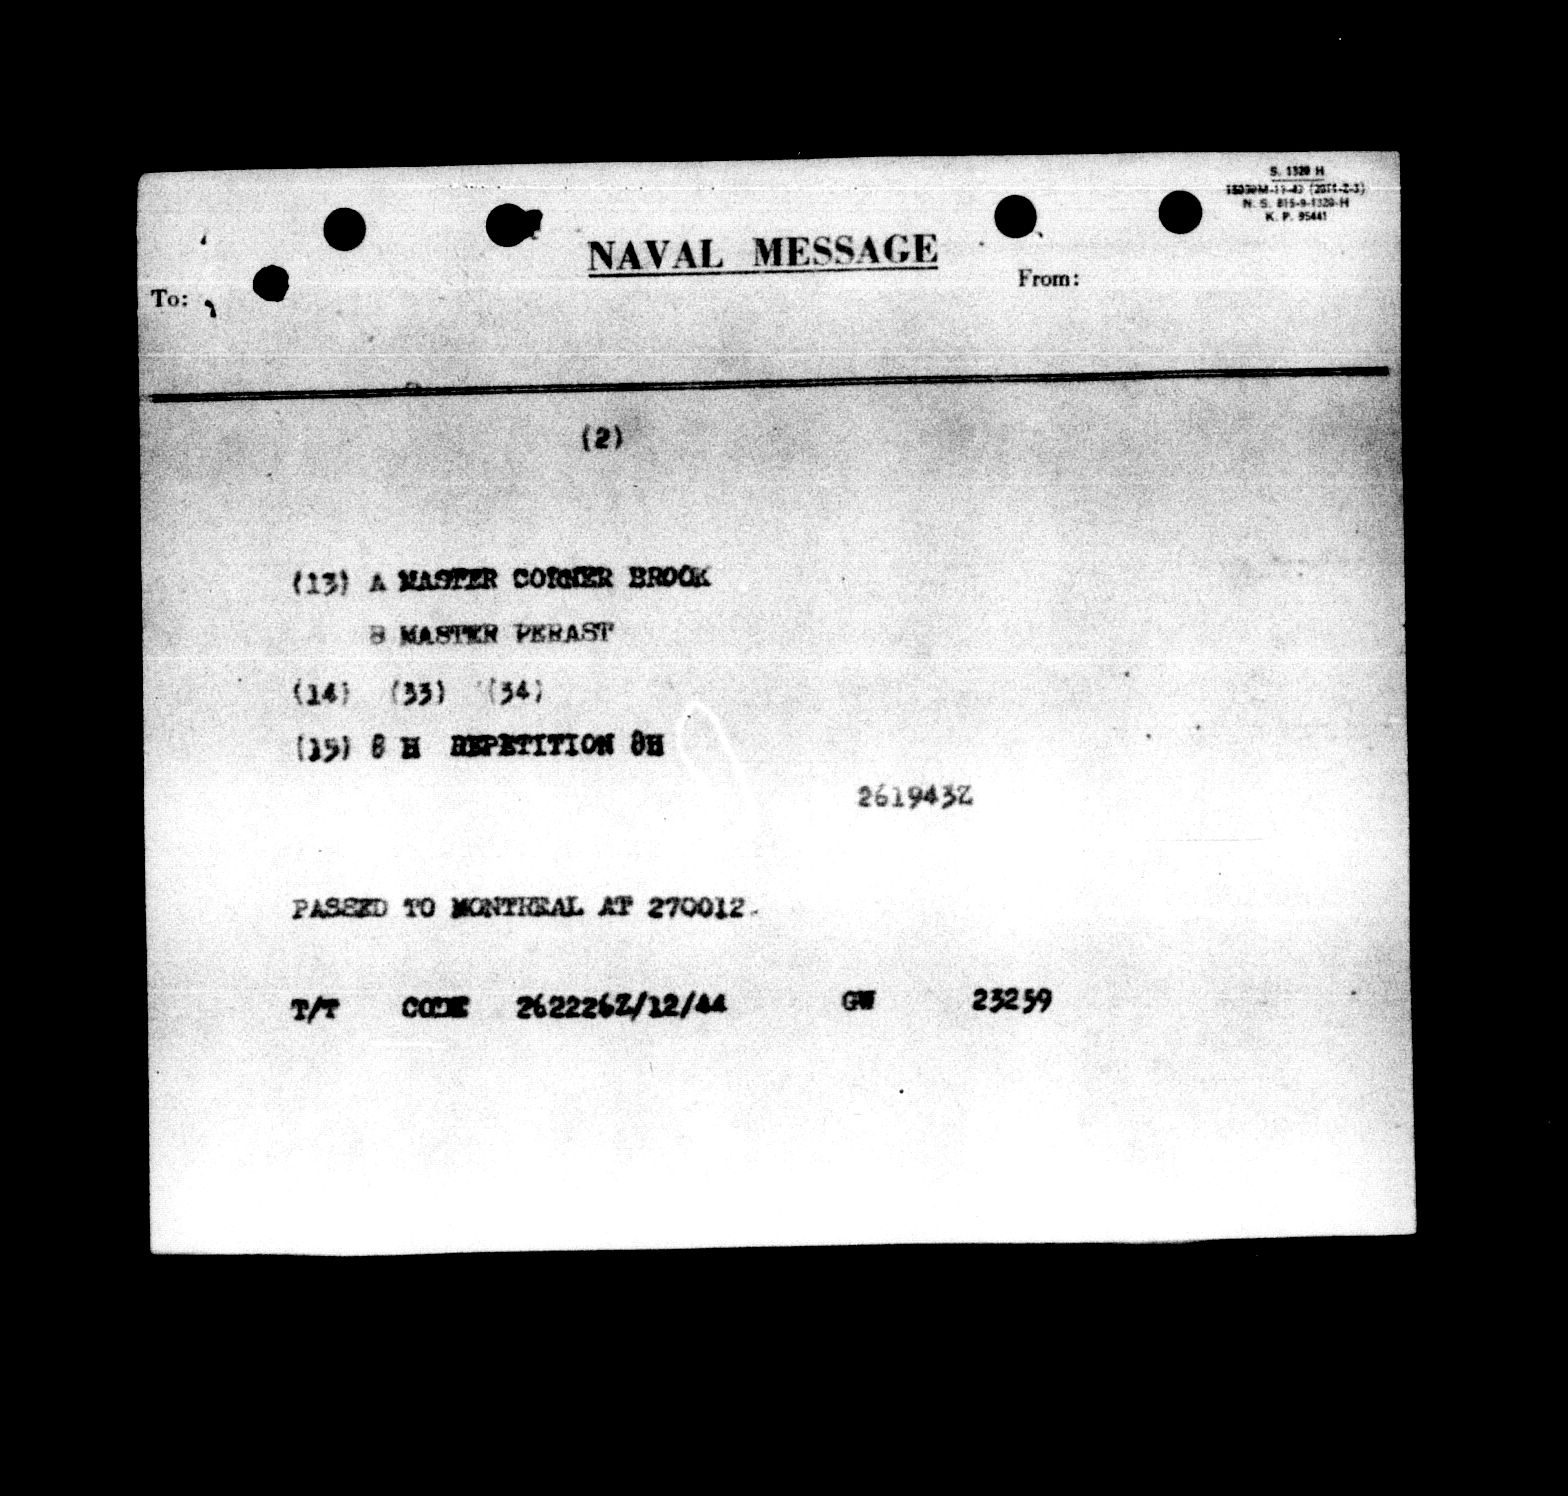 S. 1320 H
N. S. 815-9-1320-H
K. P. 95441
NAVAL MESSAGE
To:
From:
(2)
(13) A MASTER CORNER BROOK
B MASTER PERAST
(14) (33) (34)
(15) 8 H REPETITION 8H
261943Z
PASSED TO MONTREAL AT 270012.
T/T CODE 262226Z/12/44 GW 23259